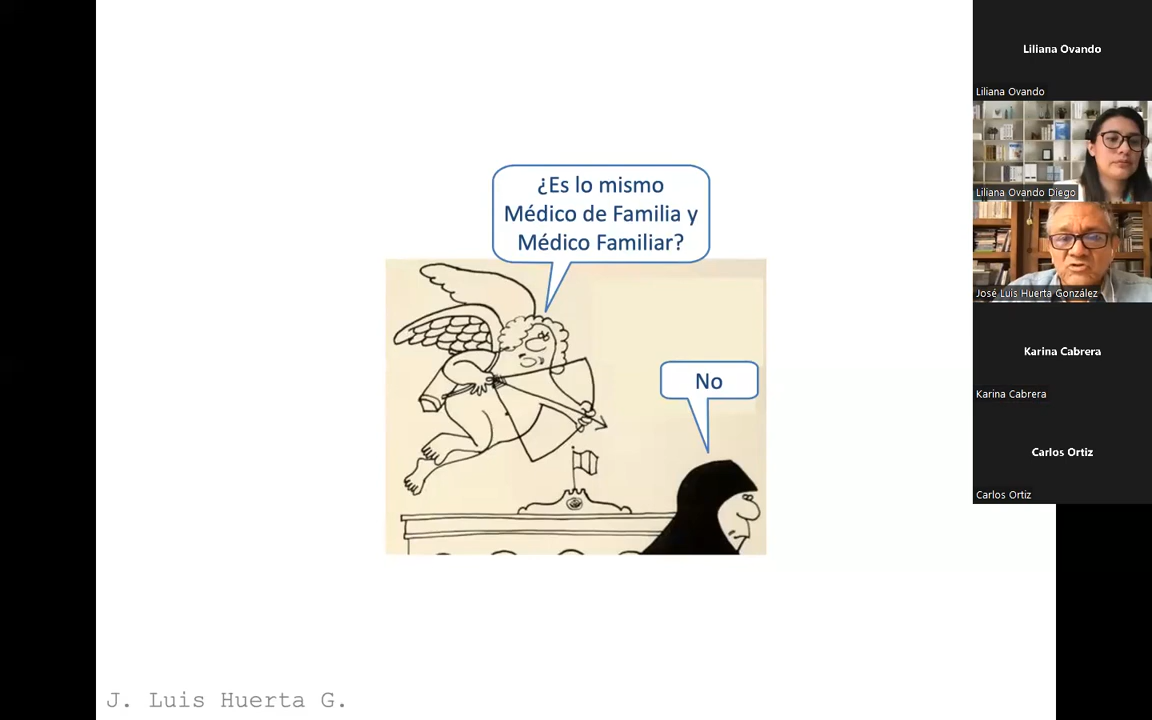 ¿Es lo mismo
Médico de Familia y
Médico Familiar?
No
J. Luis Huerta G.
Liliana Ovando
Liliana Ovando
Liliana Ovando Diego
José Luis Huerta González
Karina Cabrera
Karina Cabrera
Carlos Ortiz
Carlos Ortiz